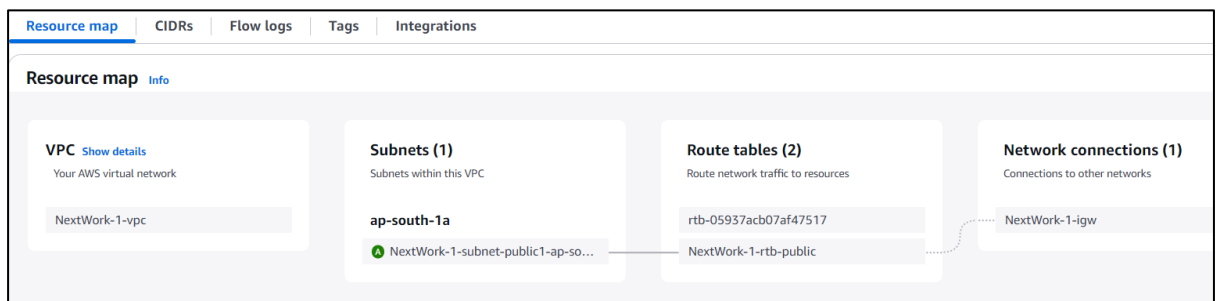 Resource map CIDRs Flow logs Tags Integrations
Resource map Info
VPC Show details
Your AWS virtual network
NextWork-1-vpc
Subnets (1)
Subnets within this VPC
ap-south-1a
A NextWork-1-subnet-public1-ap-so...
Route tables (2)
Route network traffic to resources
rtb-05937acb07af47517
NextWork-1-rtb-public
Network connections (1)
Connections to other networks
NextWork-1-igw